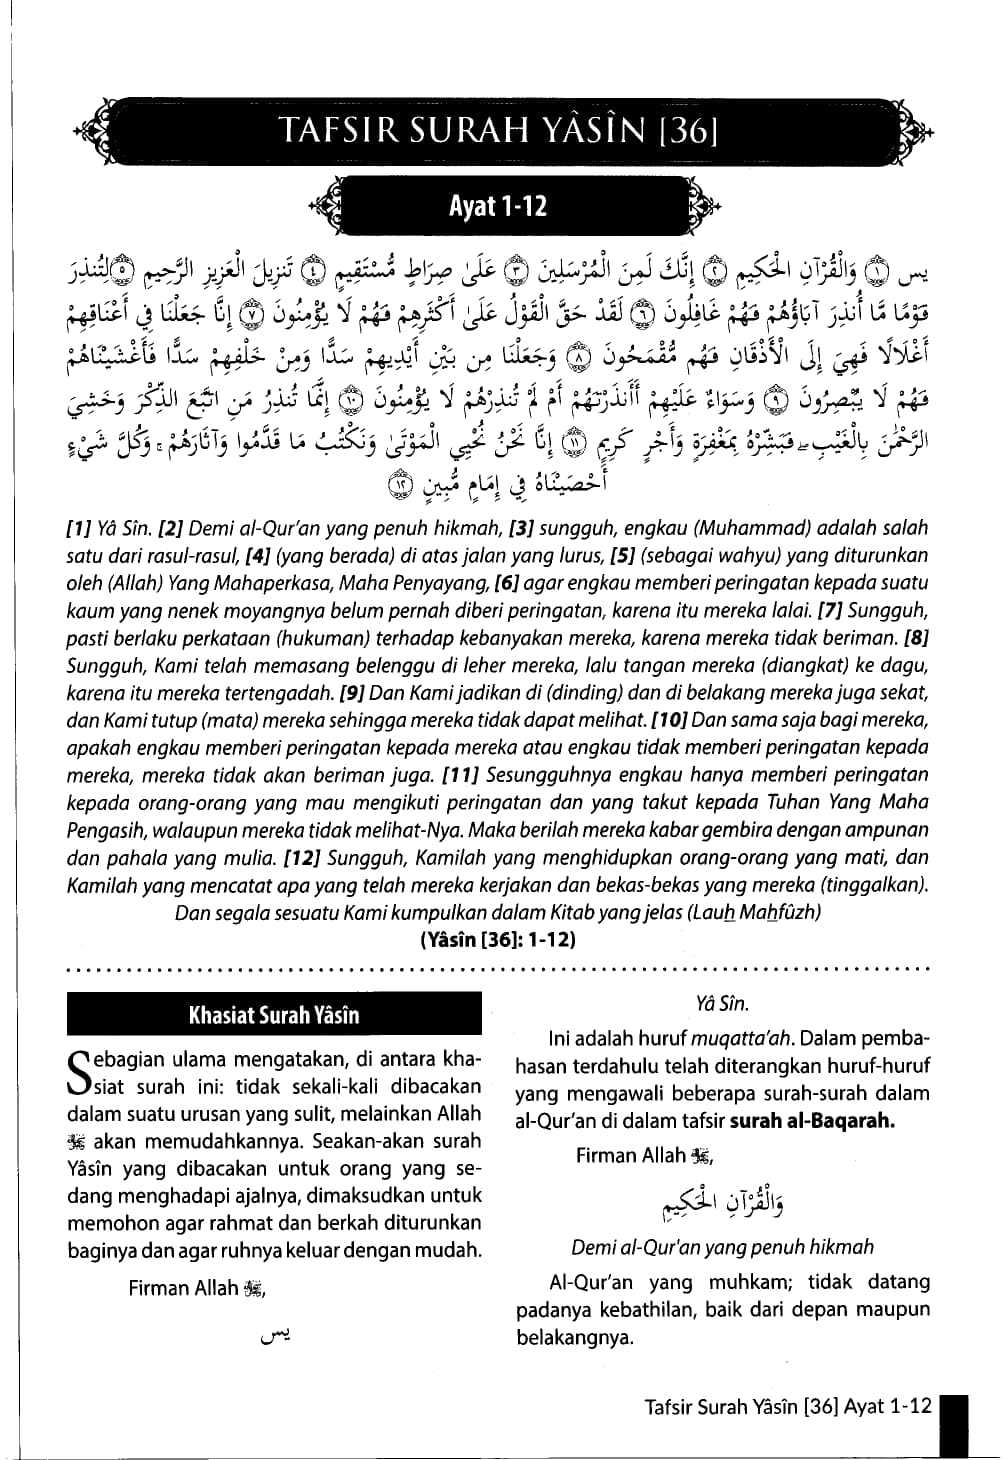 TAFSIR SURAH YÂSÎN [36]
Ayat 1-12
يس ﴿١﴾ وَالْقُرْآنِ الْحَكِيمِ ﴿٢﴾ إِنَّكَ لَمِنَ الْمُرْسَلِينَ ﴿٣﴾ عَلَىٰ صِرَاطٍ مُّسْتَقِيمٍ ﴿٤﴾ تَنزِيلَ الْعَزِيزِ الرَّحِيمِ ﴿٥﴾ لِتُنذِرَ
قَوْمًا مَّا أُنذِرَ آبَاؤُهُمْ فَهُمْ غَافِلُونَ ﴿٦﴾ لَقَدْ حَقَّ الْقَوْلُ عَلَىٰ أَكْثَرِهِمْ فَهُمْ لَا يُؤْمِنُونَ ﴿٧﴾ إِنَّا جَعَلْنَا فِي أَعْنَاقِهِمْ
أَغْلَالًا فَهِيَ إِلَى الْأَذْقَانِ فَهُم مُّقْمَحُونَ ﴿٨﴾ وَجَعَلْنَا مِن بَيْنِ أَيْدِيهِمْ سَدًّا وَمِنْ خَلْفِهِمْ سَدًّا فَأَغْشَيْنَاهُمْ
فَهُمْ لَا يُبْصِرُونَ ﴿٩﴾ وَسَوَاءٌ عَلَيْهِمْ أَأَنذَرْتَهُمْ أَمْ لَمْ تُنذِرْهُمْ لَا يُؤْمِنُونَ ﴿١٠﴾ إِنَّمَا تُنذِرُ مَنِ اتَّبَعَ الذِّكْرَ وَخَشِيَ
الرَّحْمَٰنَ بِالْغَيْبِ ۖ فَبَشِّرْهُ بِمَغْفِرَةٍ وَأَجْرٍ كَرِيمٍ ﴿١١﴾ إِنَّا نَحْنُ نُحْيِي الْمَوْتَىٰ وَنَكْتُبُ مَا قَدَّمُوا وَآثَارَهُمْ ۚ وَكُلَّ شَيْءٍ
أَحْصَيْنَاهُ فِي إِمَامٍ مُّبِينٍ ﴿١٢﴾
[1] Yâ Sîn. [2] Demi al-Qur'an yang penuh hikmah, [3] sungguh, engkau (Muhammad) adalah salah
satu dari rasul-rasul, [4] (yang berada) di atas jalan yang lurus, [5] (sebagai wahyu) yang diturunkan
oleh (Allah) Yang Mahaperkasa, Maha Penyayang, [6] agar engkau memberi peringatan kepada suatu
kaum yang nenek moyangnya belum pernah diberi peringatan, karena itu mereka lalai. [7] Sungguh,
pasti berlaku perkataan (hukuman) terhadap kebanyakan mereka, karena mereka tidak beriman. [8]
Sungguh, Kami telah memasang belenggu di leher mereka, lalu tangan mereka (diangkat) ke dagu,
karena itu mereka tertengadah. [9] Dan Kami jadikan di (dinding) dan di belakang mereka juga sekat,
dan Kami tutup (mata) mereka sehingga mereka tidak dapat melihat. [10] Dan sama saja bagi mereka,
apakah engkau memberi peringatan kepada mereka atau engkau tidak memberi peringatan kepada
mereka, mereka tidak akan beriman juga. [11] Sesungguhnya engkau hanya memberi peringatan
kepada orang-orang yang mau mengikuti peringatan dan yang takut kepada Tuhan Yang Maha
Pengasih, walaupun mereka tidak melihat-Nya. Maka berilah mereka kabar gembira dengan ampunan
dan pahala yang mulia. [12] Sungguh, Kamilah yang menghidupkan orang-orang yang mati, dan
Kamilah yang mencatat apa yang telah mereka kerjakan dan bekas-bekas yang mereka (tinggalkan).
Dan segala sesuatu Kami kumpulkan dalam Kitab yang jelas (Lauẖ Maẖfûzh)
(Yâsîn [36]: 1-12)
Khasiat Surah Yâsîn
Sebagian ulama mengatakan, di antara kha-
siat surah ini: tidak sekali-kali dibacakan
dalam suatu urusan yang sulit, melainkan Allah
ﷻ akan memudahkannya. Seakan-akan surah
Yâsîn yang dibacakan untuk orang yang se-
dang menghadapi ajalnya, dimaksudkan untuk
memohon agar rahmat dan berkah diturunkan
baginya dan agar ruhnya keluar dengan mudah.
Firman Allah ﷻ,
يس
Yâ Sîn.
Ini adalah huruf muqatta'ah. Dalam pemba-
hasan terdahulu telah diterangkan huruf-huruf
yang mengawali beberapa surah-surah dalam
al-Qur'an di dalam tafsir surah al-Baqarah.
Firman Allah ﷻ,
وَالْقُرْآنِ الْحَكِيمِ
Demi al-Qur'an yang penuh hikmah
Al-Qur'an yang muhkam; tidak datang
padanya kebathilan, baik dari depan maupun
belakangnya.
Tafsir Surah Yâsîn [36] Ayat 1-12